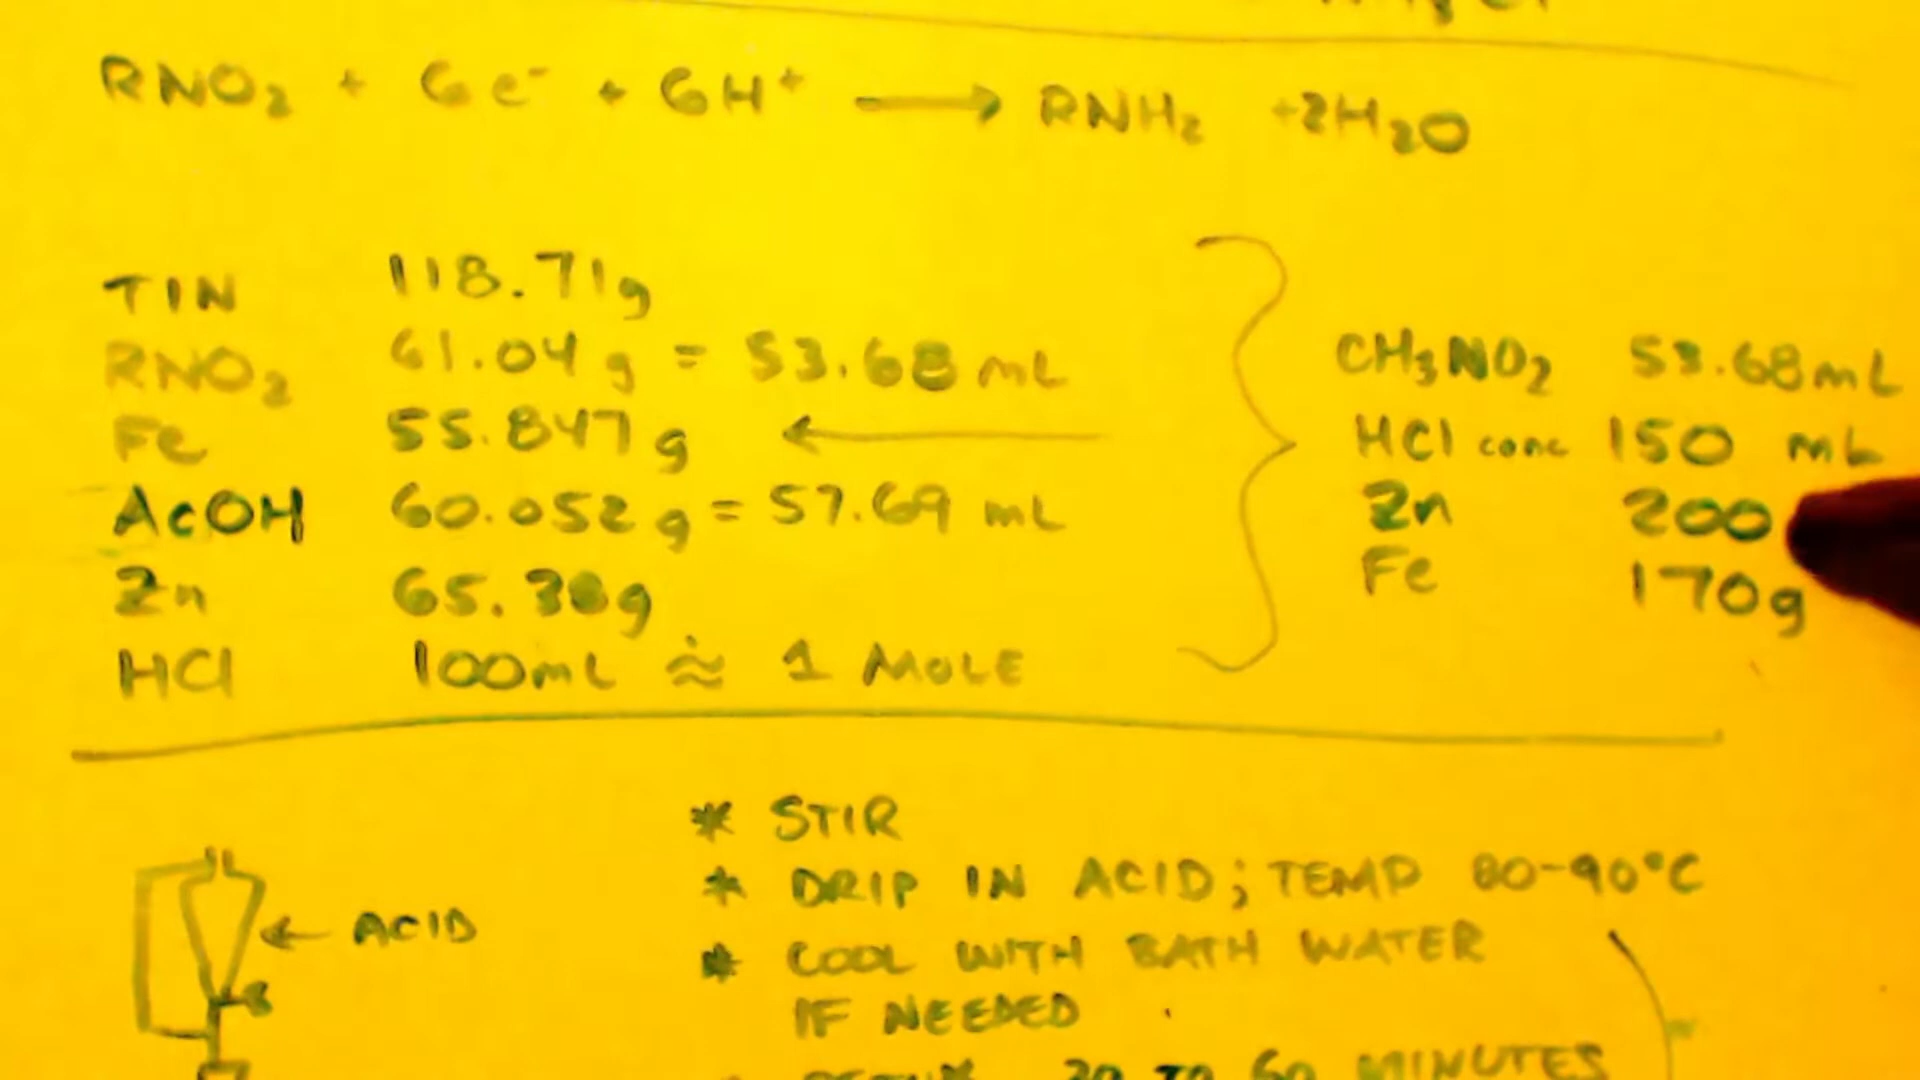 RNO2 + 6e- + 6H+ → RNH2 +2H2O
TIN 118.71g
RNO2 61.04 g = 53.68 mL
Fe 55.847 g ←
AcOH 60.052 g = 57.69 mL
Zn 65.38g
HCl 100mL ≈ 1 MOLE
CH3NO2 53.68mL
HCl conc 150 mL
Zn 200
Fe 170g
← ACID
* STIR
* DRIP IN ACID; TEMP 80-90°C
* COOL WITH BATH WATER
IF NEEDED
TO 60 MINUTES